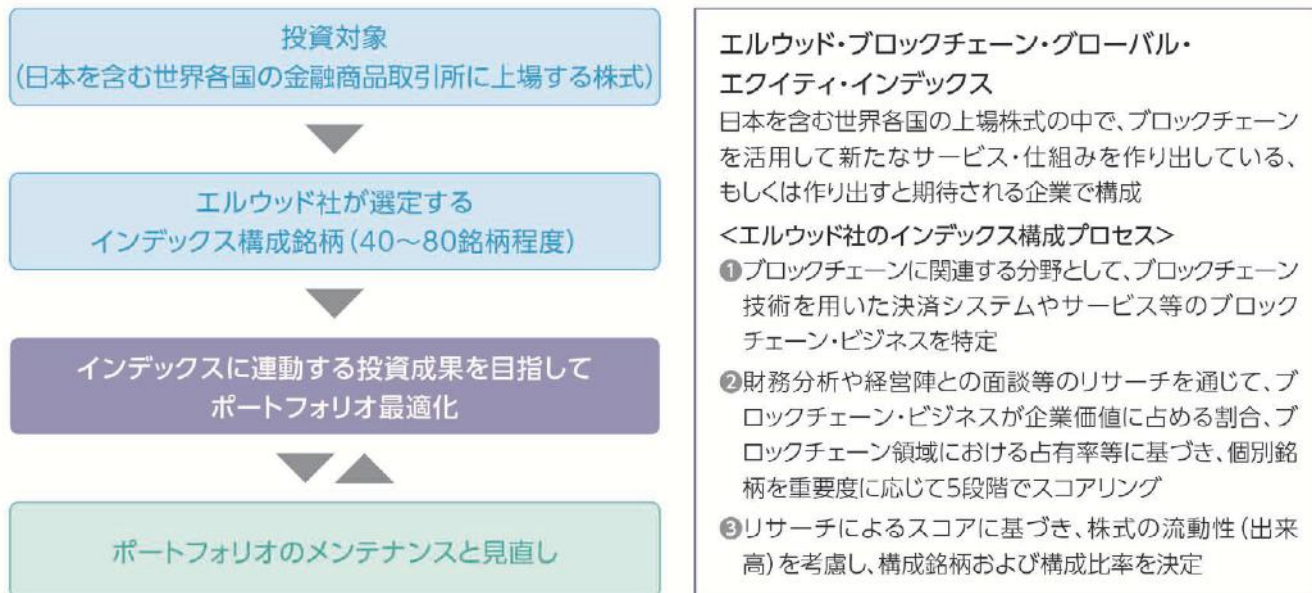 投資対象
(日本を含む世界各国の金融商品取引所に上場する株式)
エルウッド社が選定する
インデックス構成銘柄(40～80銘柄程度)
インデックスに連動する投資成果を目指して
ポートフォリオ最適化
ポートフォリオのメンテナンスと見直し
エルウッド・ブロックチェーン・グローバル・
エクイティ・インデックス
日本を含む世界各国の上場株式の中で、ブロックチェーン
を活用して新たなサービス・仕組みを作り出している、
もしくは作り出すと期待される企業で構成
<エルウッド社のインデックス構成プロセス>
❶ブロックチェーンに関連する分野として、ブロックチェーン
技術を用いた決済システムやサービス等のブロック
チェーン・ビジネスを特定
❷財務分析や経営陣との面談等のリサーチを通じて、ブ
ロックチェーン・ビジネスが企業価値に占める割合、ブ
ロックチェーン領域における占有率等に基づき、個別銘
柄を重要度に応じて5段階でスコアリング
❸リサーチによるスコアに基づき、株式の流動性(出来
高)を考慮し、構成銘柄および構成比率を決定